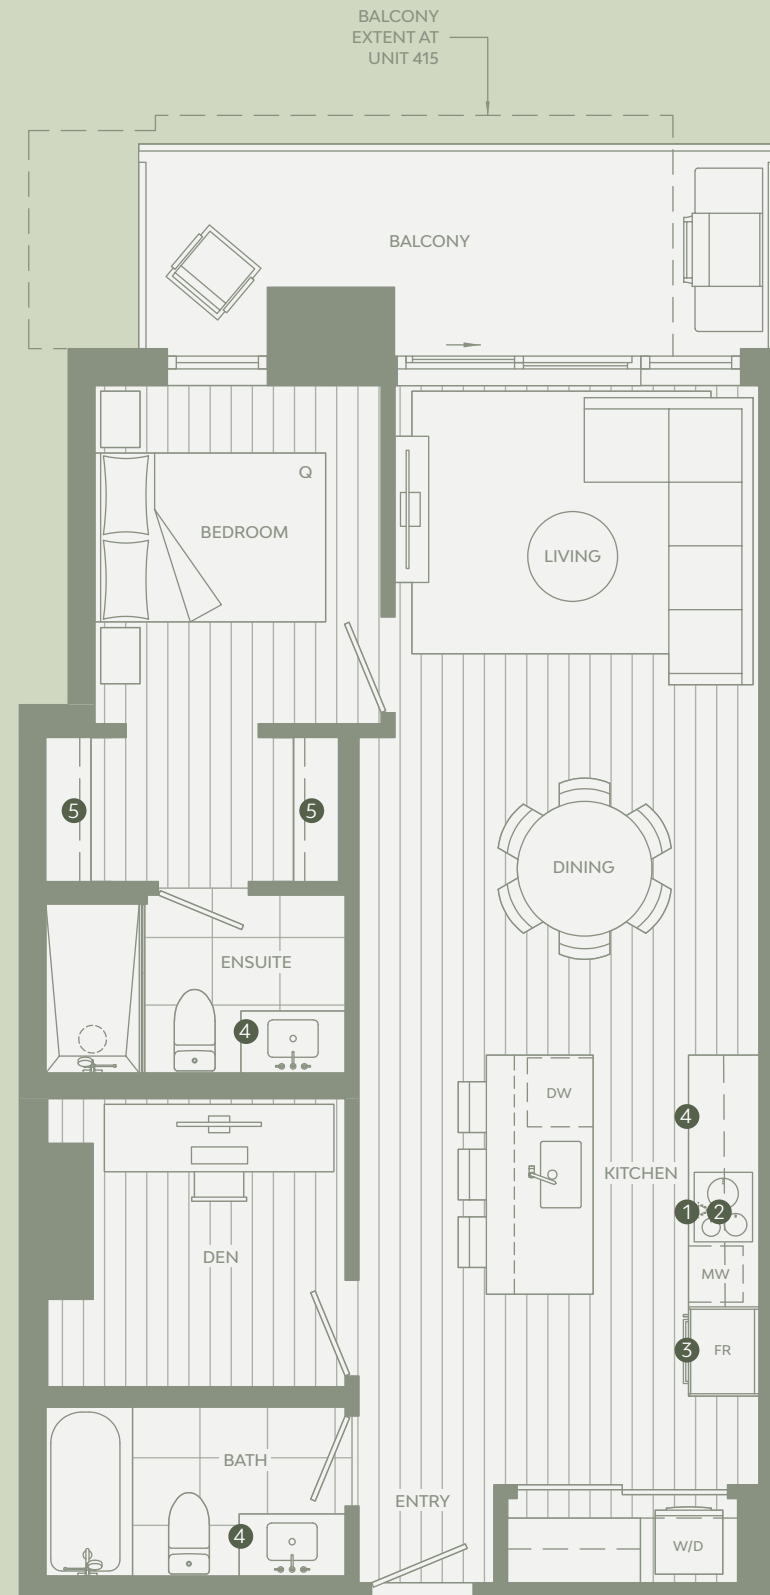 BALCONY
EXTENT AT
UNIT 415
BALCONY
Q
BEDROOM
LIVING
5
5
DINING
ENSUITE
4
DW
4
KITCHEN
1
2
DEN
MW
3
FR
BATH
ENTRY
4
W/D